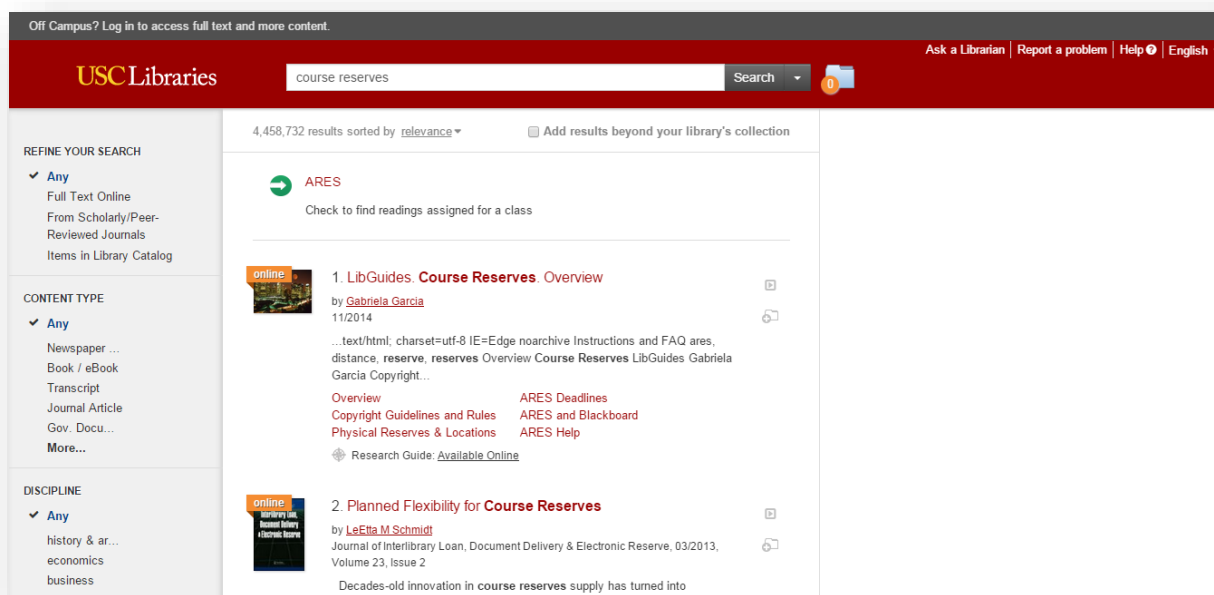 Off Campus? Log in to access full text and more content.
Ask a Librarian Report a problem Help ? English
USC Libraries
course reserves
Search
0
4,458,732 results sorted by relevance
Add results beyond your library's collection
REFINE YOUR SEARCH
Any
Full Text Online
From Scholarly/Peer-
Reviewed Journals
Items in Library Catalog
CONTENT TYPE
Any
Newspaper ...
Book / eBook
Transcript
Journal Article
Gov. Docu...
More...
DISCIPLINE
Any
history & ar...
economics
business
ARES
Check to find readings assigned for a class
online
1. LibGuides. Course Reserves. Overview
by Gabriela Garcia
11/2014
...text/html; charset=utf-8 IE=Edge noarchive Instructions and FAQ ares,
distance, reserve, reserves Overview Course Reserves LibGuides Gabriela
Garcia Copyright...
Overview ARES Deadlines
Copyright Guidelines and Rules ARES and Blackboard
Physical Reserves & Locations ARES Help
Research Guide: Available Online
online
Interlibrary Loan,
Document Delivery
& Electronic Reserve
2. Planned Flexibility for Course Reserves
by LeEtta M Schmidt
Journal of Interlibrary Loan, Document Delivery & Electronic Reserve, 03/2013,
Volume 23, Issue 2
Decades-old innovation in course reserves supply has turned into